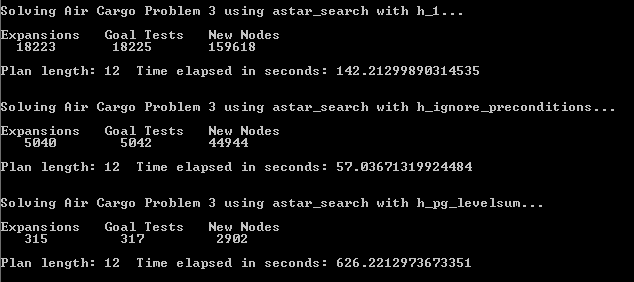 Solving Air Cargo Problem 3 using astar_search with h_1...
Expansions   Goal Tests   New Nodes
18223        18225       159618
Plan length: 12  Time elapsed in seconds: 142.21299890314535
Solving Air Cargo Problem 3 using astar_search with h_ignore_preconditions...
Expansions   Goal Tests   New Nodes
5040         5042        44944
Plan length: 12  Time elapsed in seconds: 57.03671319924484
Solving Air Cargo Problem 3 using astar_search with h_pg_levelsum...
Expansions   Goal Tests   New Nodes
315          317         2902
Plan length: 12  Time elapsed in seconds: 626.2212973673351